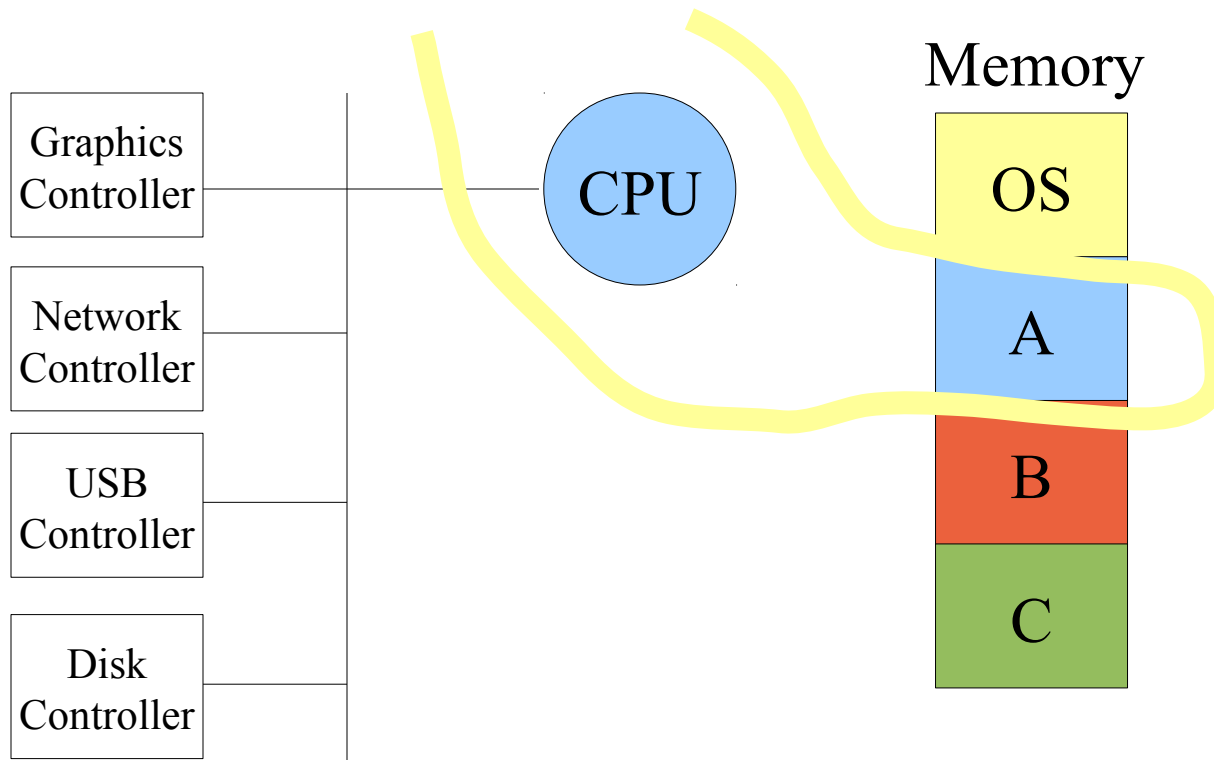 Graphics
Controller
Network
Controller
USB
Controller
Disk
Controller
CPU
Memory
OS
A
B
C